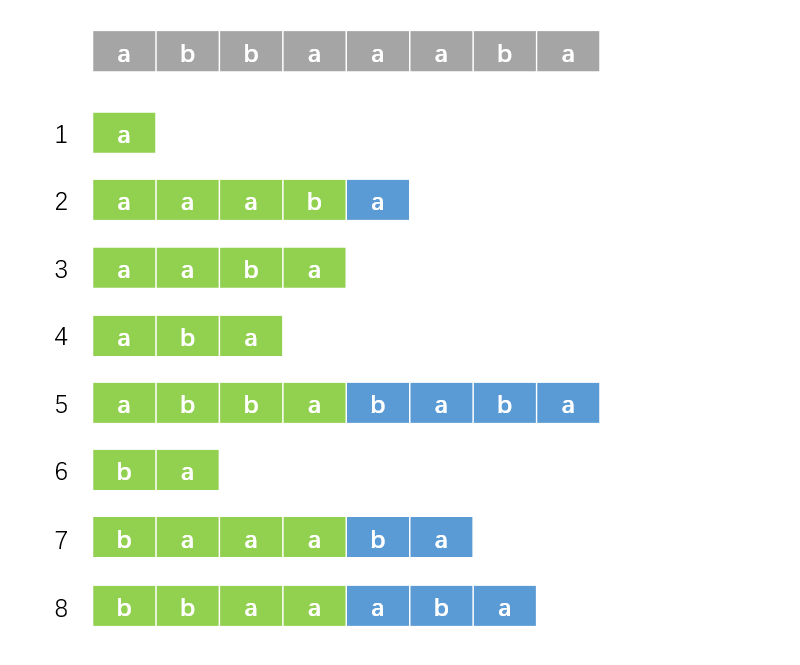 a b b a a a b a
1 a
2 a a a b a
3 a a b a
4 a b a
5 a b b a b a b a
6 b a
7 b a a a b a
8 b b a a a b a